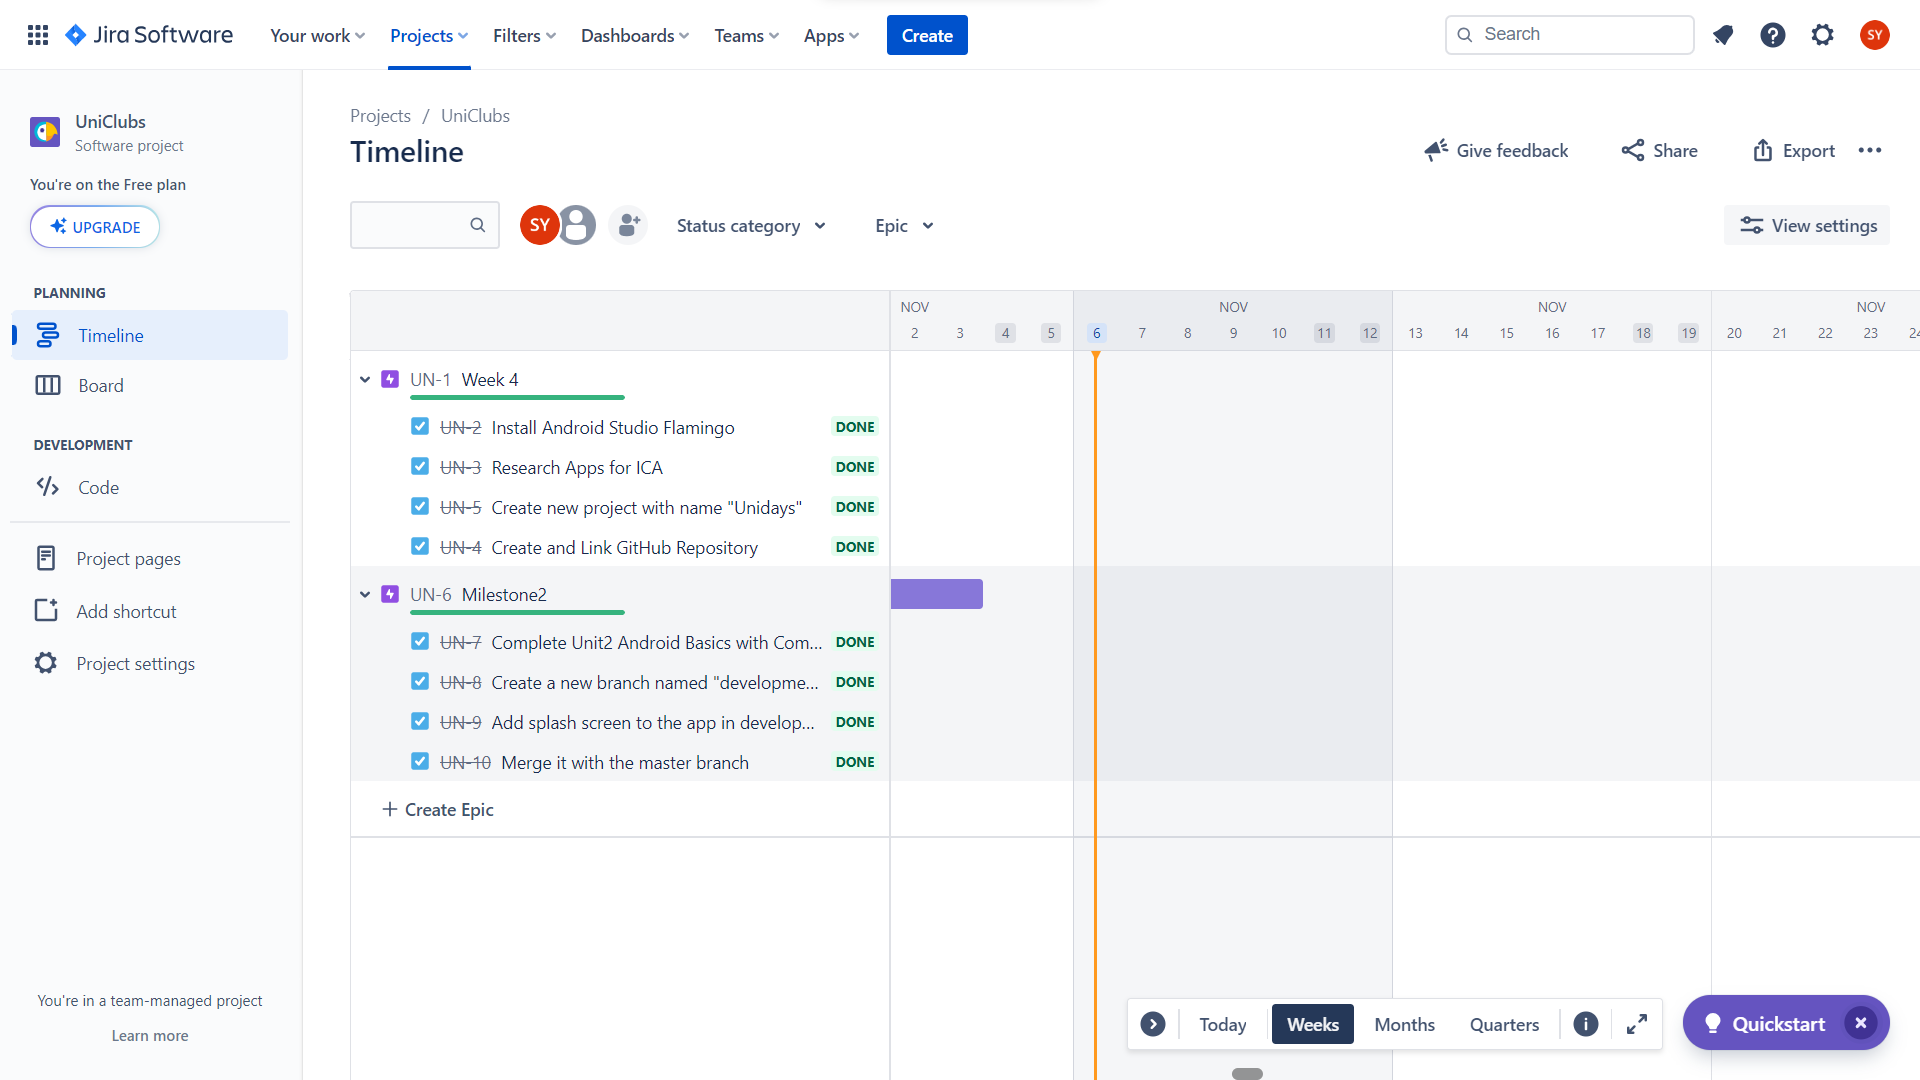 Jira Software
Your work
Projects
Filters
Dashboards
Teams
Apps
Create
Search
SY
UniClubs
Software project
You're on the Free plan
UPGRADE
PLANNING
Timeline
Board
DEVELOPMENT
Code
Project pages
Add shortcut
Project settings
You're in a team-managed project
Learn more
Projects / UniClubs
Timeline
Give feedback
Share
Export
SY
Status category
Epic
View settings
NOV NOV NOV NOV
2 3 4 5 6 7 8 9 10 11 12 13 14 15 16 17 18 19 20 21 22 23 24
UN-1 Week 4
UN-2 Install Android Studio Flamingo DONE
UN-3 Research Apps for ICA DONE
UN-5 Create new project with name "Unidays" DONE
UN-4 Create and Link GitHub Repository DONE
UN-6 Milestone2
UN-7 Complete Unit2 Android Basics with Com... DONE
UN-8 Create a new branch named "developme... DONE
UN-9 Add splash screen to the app in develop... DONE
UN-10 Merge it with the master branch DONE
+ Create Epic
Today
Weeks
Months
Quarters
Quickstart